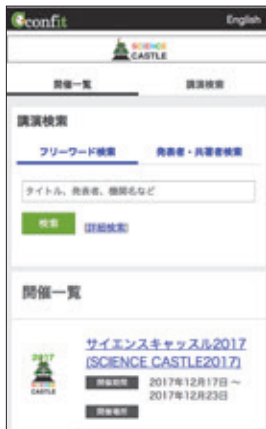 confit English
SCIENCE
CASTLE
開催一覧 講演検索
講演検索
フリーワード検索 発表者・共著者検索
タイトル、発表者、機関名など
検索 [詳細検索]
開催一覧
サイエンスキャッスル2017
(SCIENCE CASTLE2017)
2017
CASTLE
開催期間 2017年12月17日 ～
2017年12月23日
開催場所